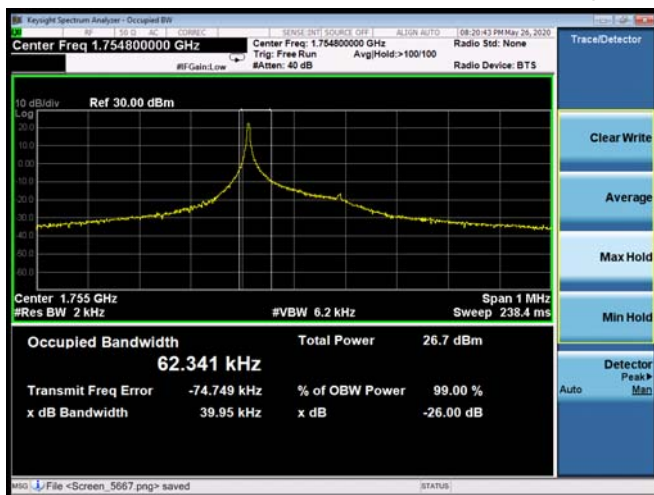 Keysight Spectrum Analyzer - Occupied BW
RF 50 Ω AC CORREC SENSE:INT SOURCE OFF ALIGN AUTO 08:20:43 PM May 26, 2020
Center Freq 1.754800000 GHz
Center Freq: 1.754800000 GHz
Radio Std: None
Trig: Free Run Avg|Hold:>100/100
#IFGain:Low #Atten: 40 dB Radio Device: BTS
Trace/Detector
10 dB/div Ref 30.00 dBm
Log
20.0
10.0
0.00
-10.0
-20.0
-30.0
-40.0
-50.0
-60.0
Center 1.755 GHz Span 1 MHz
#Res BW 2 kHz #VBW 6.2 kHz Sweep 238.4 ms
Occupied Bandwidth Total Power 26.7 dBm
62.341 kHz
Transmit Freq Error -74.749 kHz % of OBW Power 99.00 %
x dB Bandwidth 39.95 kHz x dB -26.00 dB
Clear Write
Average
Max Hold
Min Hold
Detector
Peak▶
Auto Man
MSG File <Screen_5667.png> saved STATUS